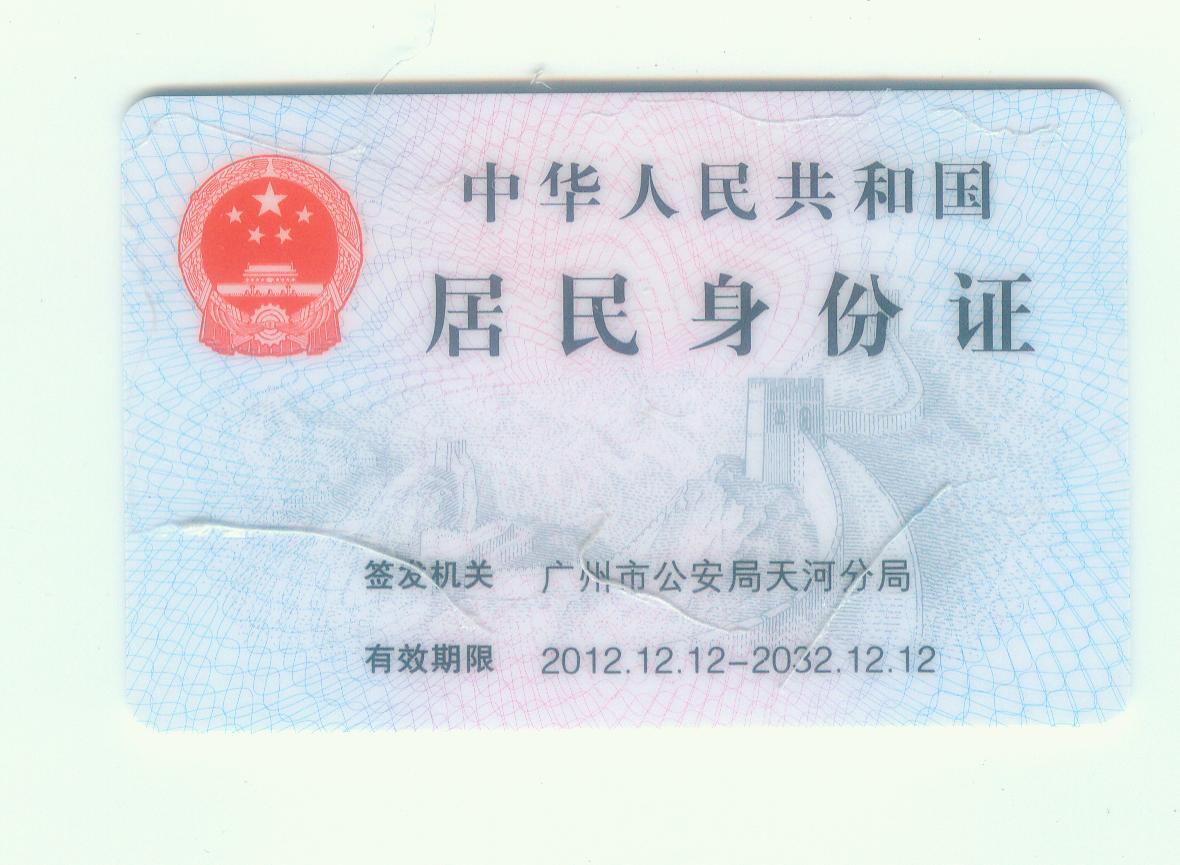 中华人民共和国
居民身份证
签发机关 广州市公安局天河分局
有效期限 2012.12.12-2032.12.12